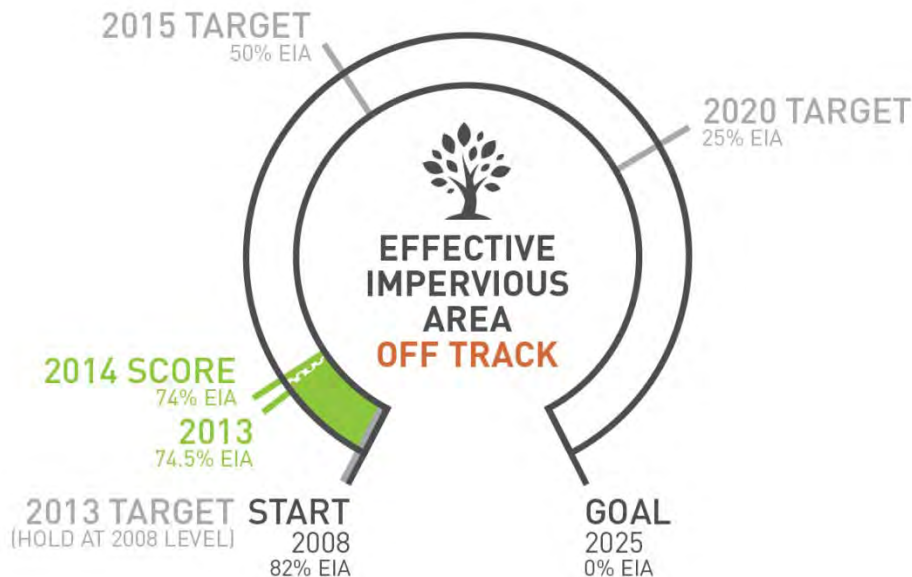 2015 TARGET
50% EIA
2020 TARGET
25% EIA
EFFECTIVE
IMPERVIOUS
AREA
OFF TRACK
2014 SCORE
74% EIA
2013
74.5% EIA
2013 TARGET
(HOLD AT 2008 LEVEL)
START
2008
82% EIA
GOAL
2025
0% EIA